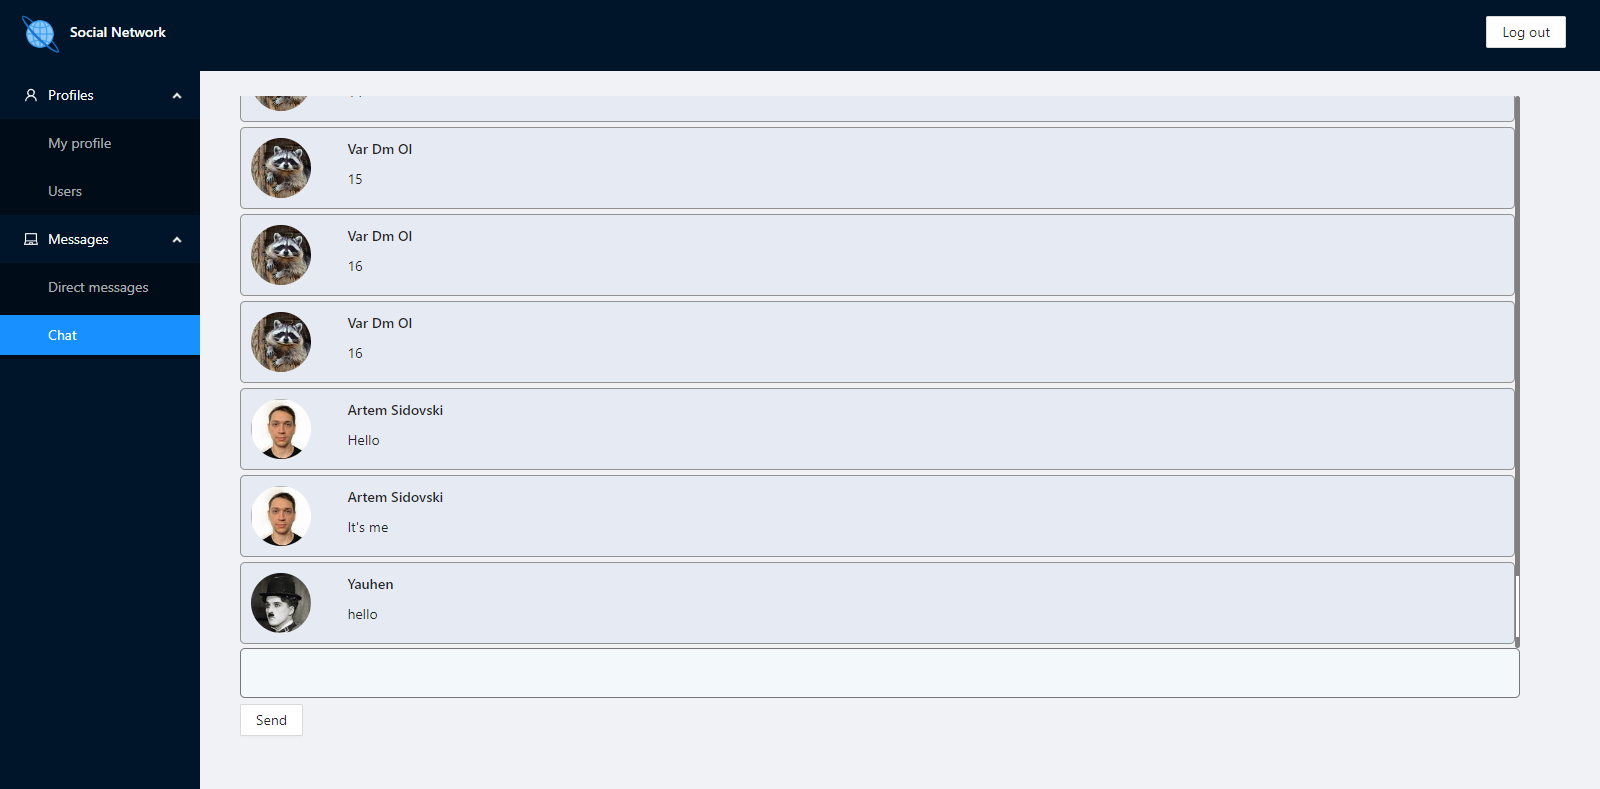 Social Network
Log out
Profiles
My profile
Users
Messages
Direct messages
Chat
Var Dm Ol
15
Var Dm Ol
16
Var Dm Ol
16
Artem Sidovski
Hello
Artem Sidovski
It's me
Yauhen
hello
Send